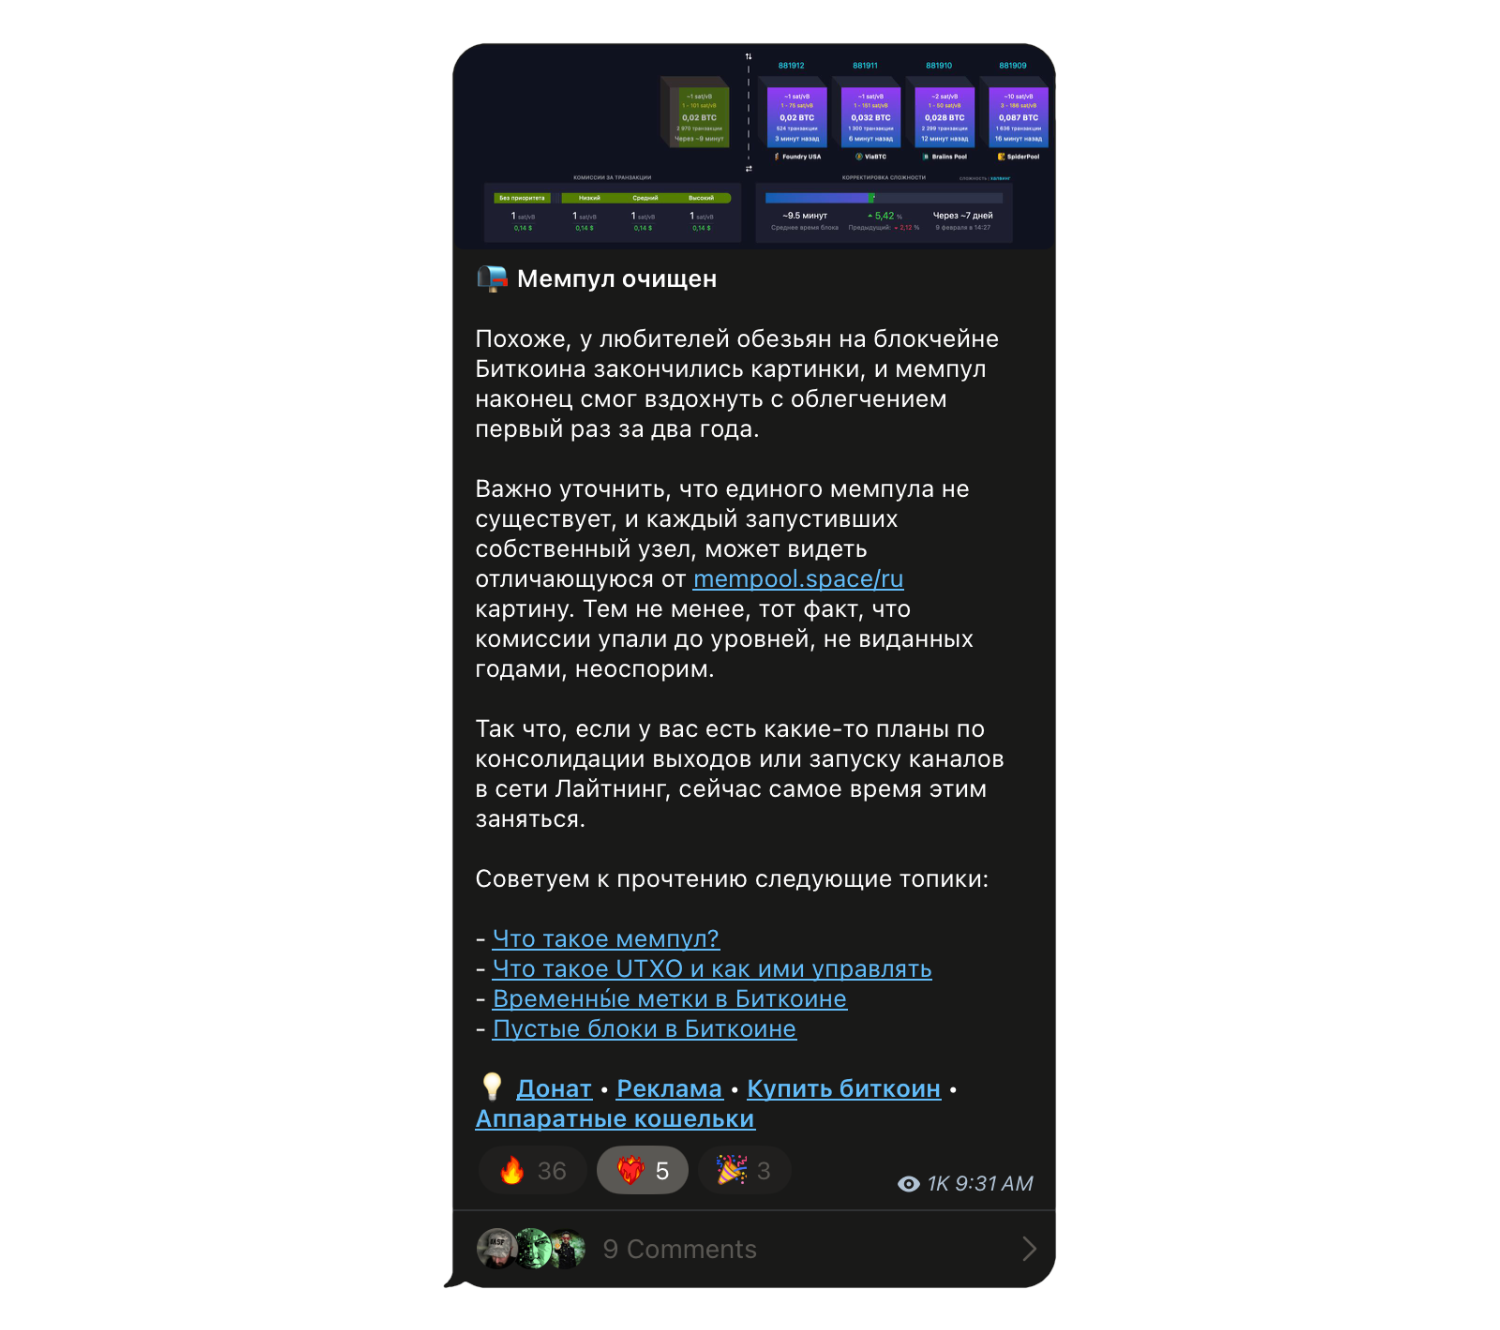 881912 881911 881910 881909
~1 sat/vB ~1 sat/vB ~1 sat/vB ~2 sat/vB ~10 sat/vB
1 - 101 sat/vB 1 - 75 sat/vB 1 - 191 sat/vB 1 - 50 sat/vB 3 - 186 sat/vB
0,02 BTC 0,02 BTC 0,032 BTC 0,028 BTC 0,087 BTC
970 транзакции 524 транзакции транзакции транзакции 1 636 транзакции
Через ~9 минут 3 минут назад 6 минут назад 12 минут назад 16 минут назад
Foundry USA ViaBTC Braiins Pool SpiderPool
КОМИССИИ ЗА ТРАНЗАКЦИИ
Без приоритета Низкий Средний Высокий
1 sat/vB 1 sat/vB 1 sat/vB 1 sat/vB
0,14 $ 0,14 $ 0,14 $ 0,14 $
КОРРЕКТИРОВКА СЛОЖНОСТИ сложность | халвинг
~9.5 минут 5,42 % Через ~7 дней
Среднее время блока Предыдущий: 2,12 % 9 февраля в 14:27
Мемпул очищен
Похоже, у любителей обезьян на блокчейне
Биткоина закончились картинки, и мемпул
наконец смог вздохнуть с облегчением
первый раз за два года.
Важно уточнить, что единого мемпула не
существует, и каждый запустивших
собственный узел, может видеть
отличающуюся от mempool.space/ru
картину. Тем не менее, тот факт, что
комиссии упали до уровней, не виданных
годами, неоспорим.
Так что, если у вас есть какие-то планы по
консолидации выходов или запуску каналов
в сети Лайтнинг, сейчас самое время этим
заняться.
Советуем к прочтению следующие топики:
- Что такое мемпул?
- Что такое UTXO и как ими управлять
- Временны́е метки в Биткоине
- Пустые блоки в Биткоине
Донат • Реклама • Купить биткоин •
Аппаратные кошельки
36 5 3
1K 9:31 AM
9 Comments